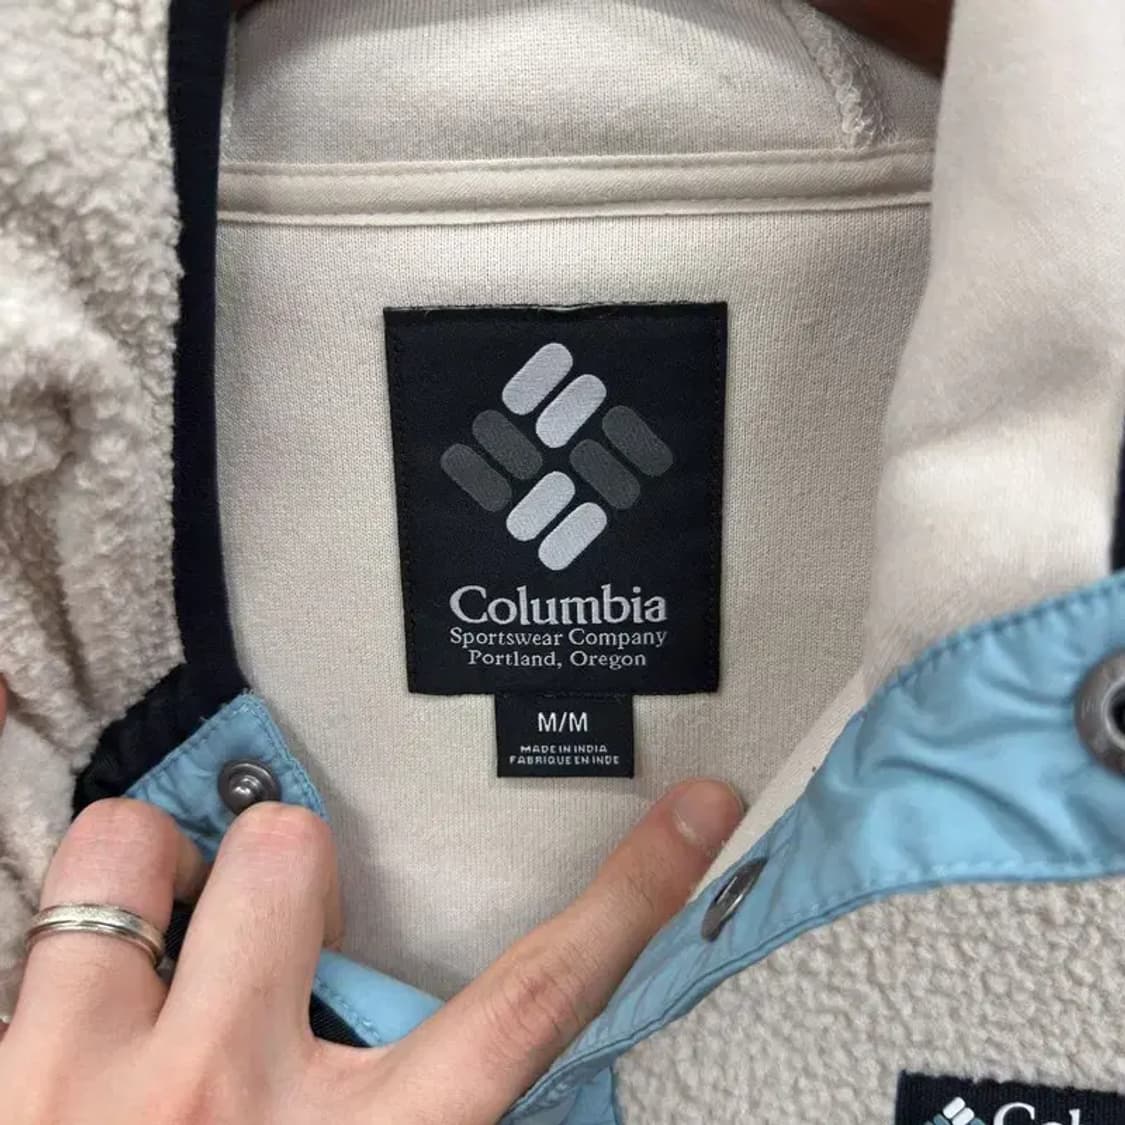 Columbia
Sportswear Company
Portland, Oregon
M/M
MADE IN INDIA
FABRIQUE EN INDE